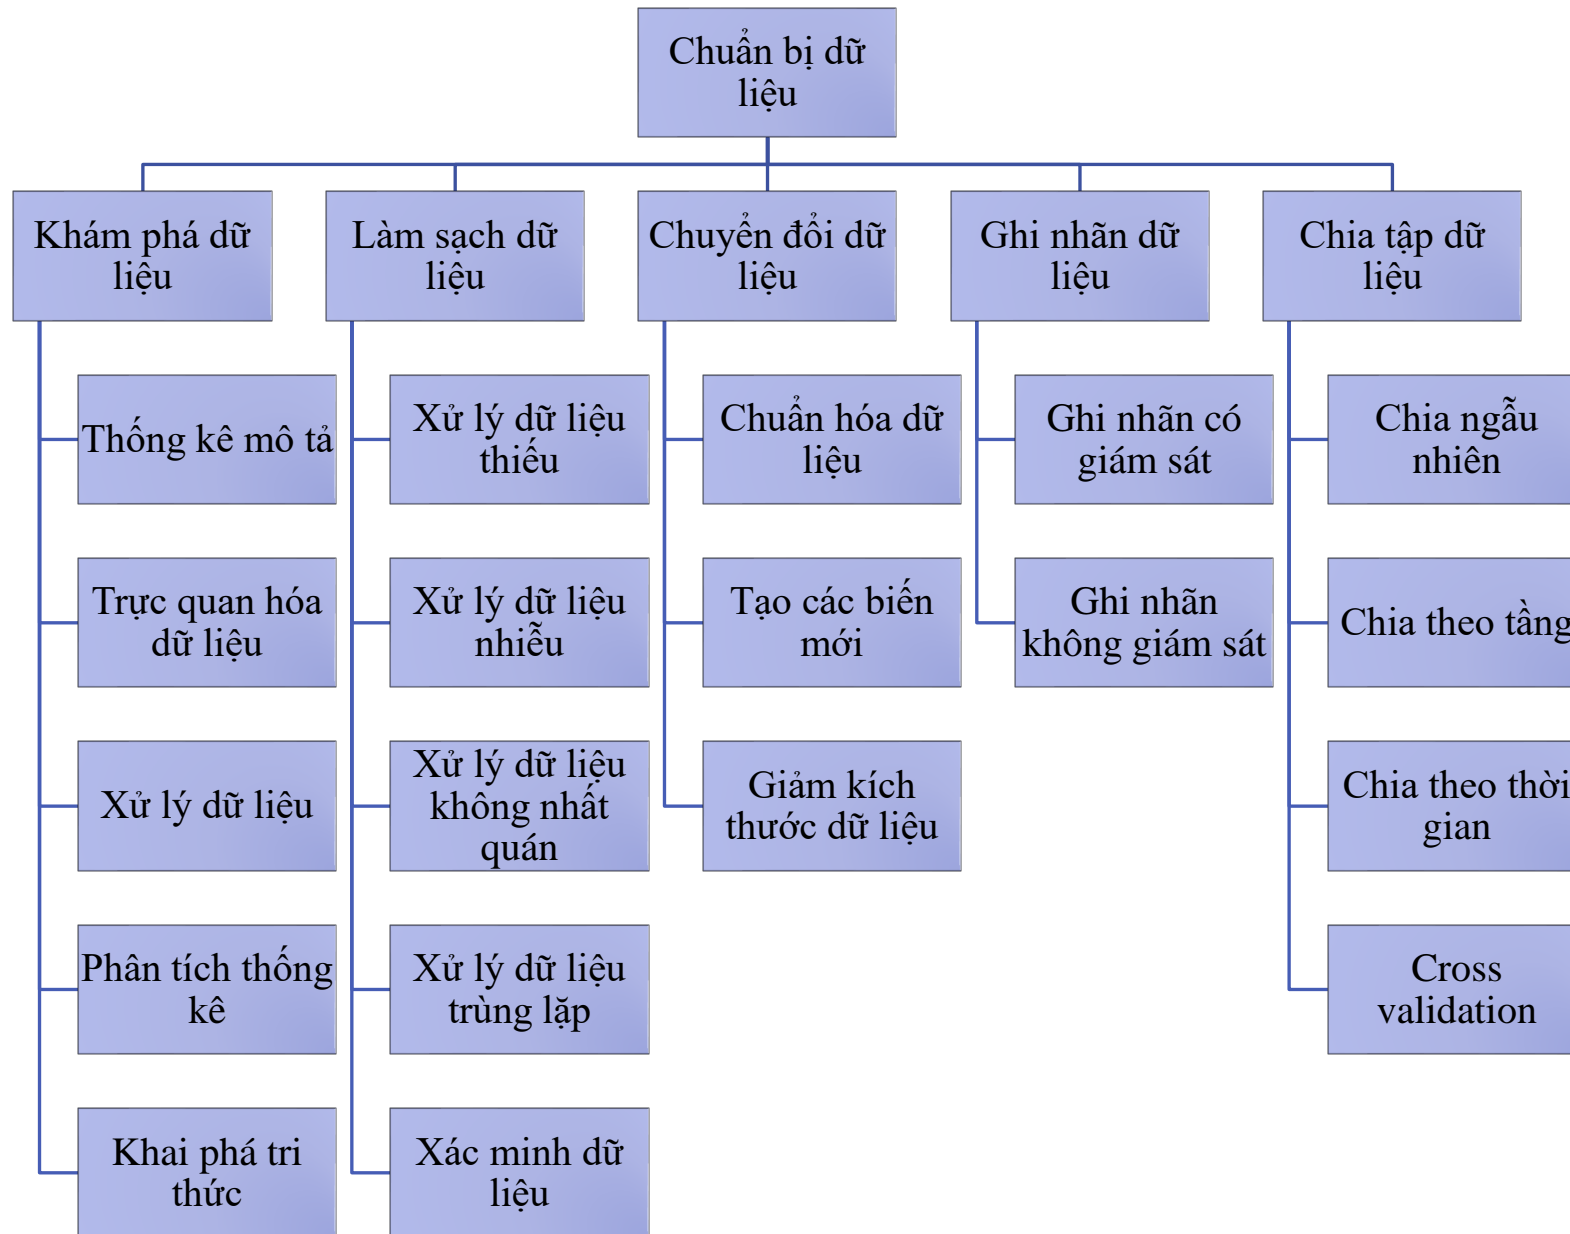 Chuẩn bị dữ
liệu
Khám phá dữ
liệu
Thống kê mô tả
Trực quan hóa
dữ liệu
Xử lý dữ liệu
Phân tích thống
kê
Khai phá tri
thức
Làm sạch dữ
liệu
Xử lý dữ liệu
thiếu
Xử lý dữ liệu
nhiễu
Xử lý dữ liệu
không nhất
quán
Xử lý dữ liệu
trùng lặp
Xác minh dữ
liệu
Chuyển đổi dữ
liệu
Chuẩn hóa dữ
liệu
Tạo các biến
mới
Giảm kích
thước dữ liệu
Ghi nhãn dữ
liệu
Ghi nhãn có
giám sát
Ghi nhãn
không giám sát
Chia tập dữ
liệu
Chia ngẫu
nhiên
Chia theo tầng
Chia theo thời
gian
Cross
validation